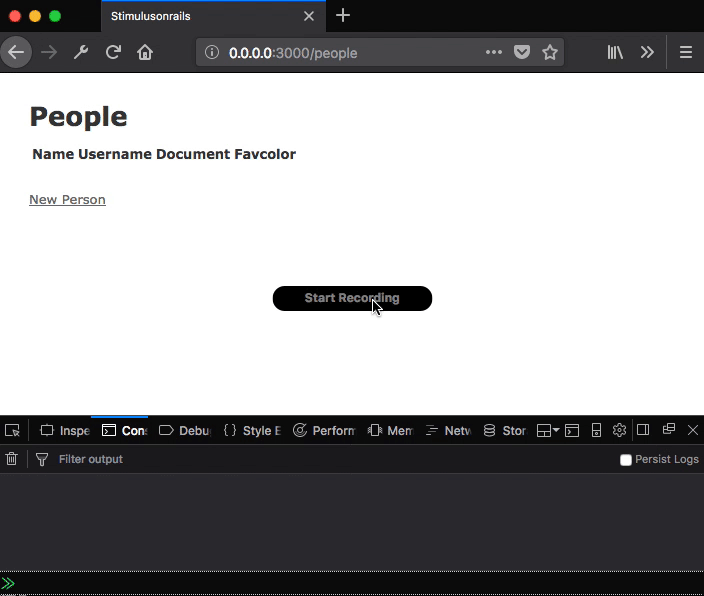 Stimulusonrails
0.0.0.0:3000/people
People
Name Username Document Favcolor
New Person
Start Recording
Inspe Cons Debu {} Style E Perform Mem Netw Stor
Filter output
Persist Logs